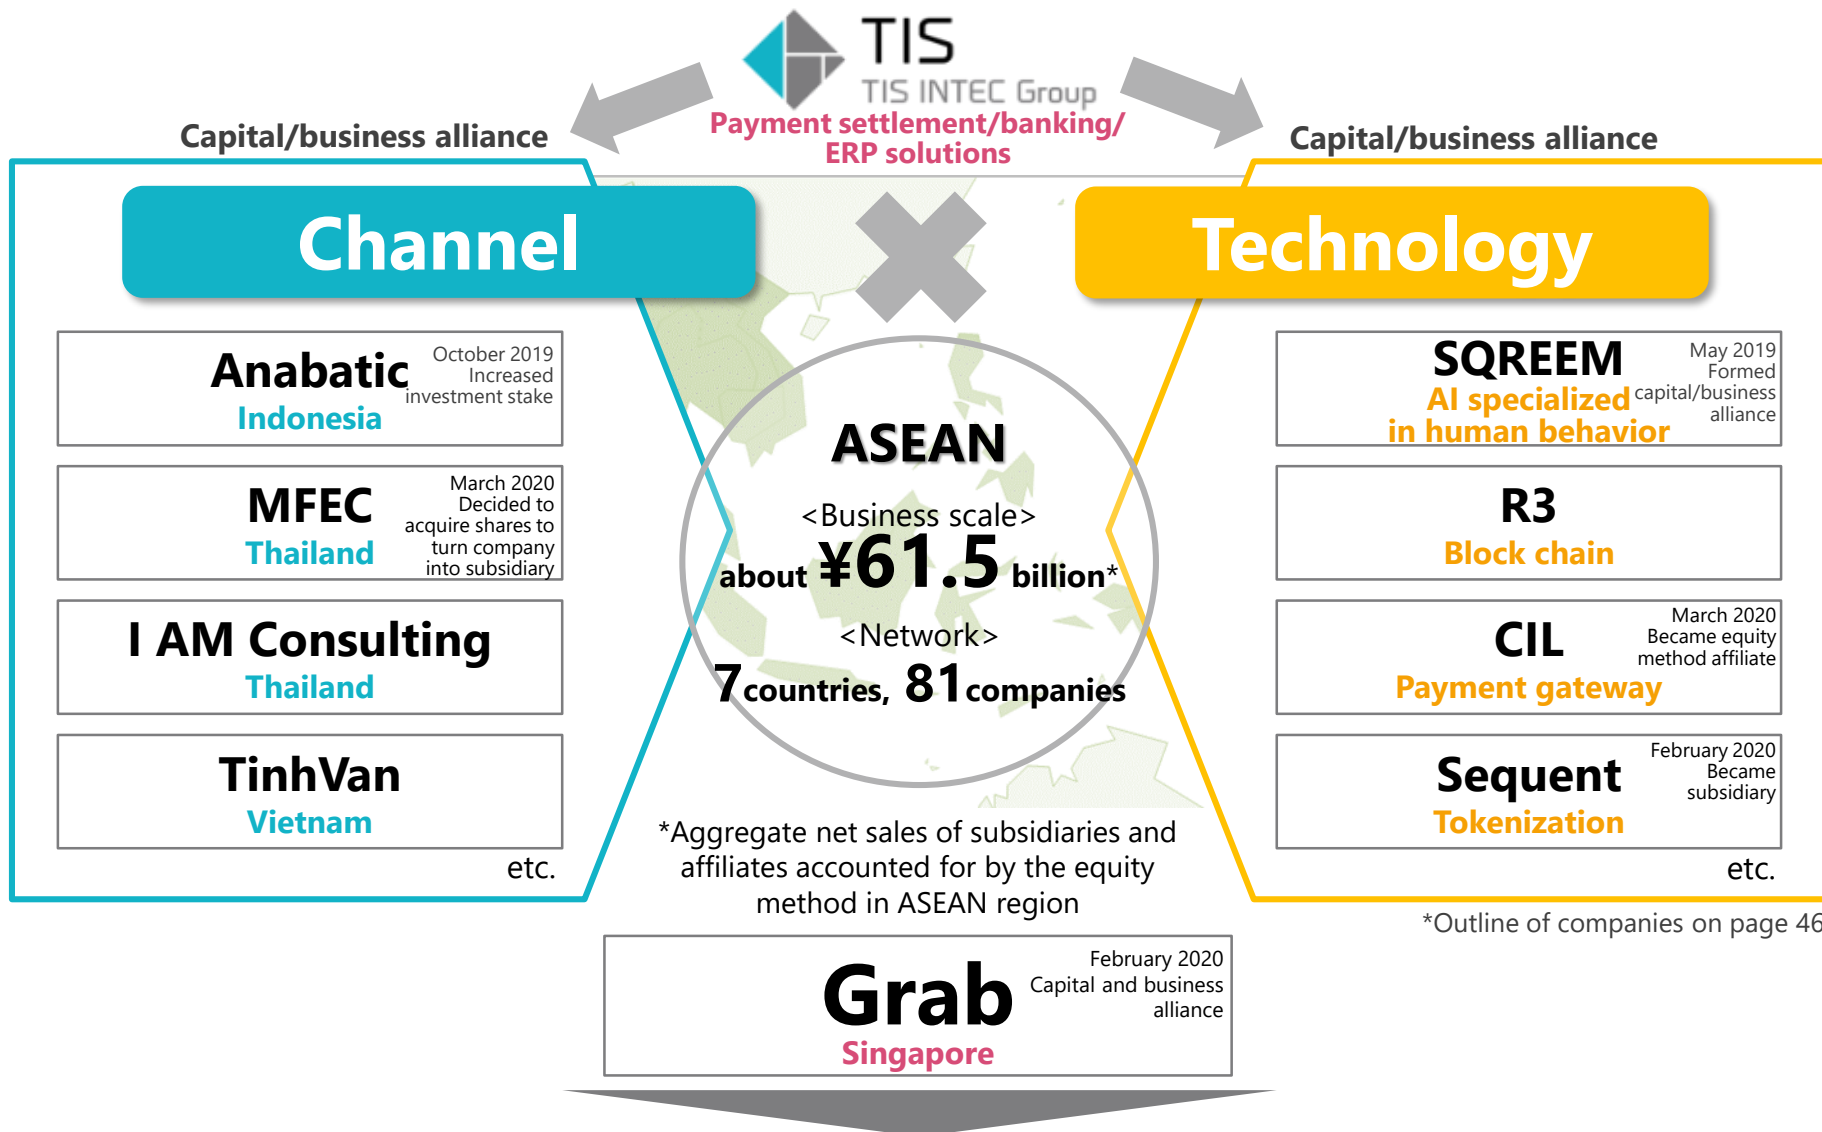 TIS
TIS INTEC Group
Payment settlement/banking/
ERP solutions
Capital/business alliance
Capital/business alliance
Channel
Technology
Anabatic
Indonesia
October 2019
Increased
investment stake
MFEC
Thailand
March 2020
Decided to
acquire shares to
turn company
into subsidiary
I AM Consulting
Thailand
TinhVan
Vietnam
etc.
ASEAN
<Business scale>
about ¥61.5 billion*
<Network>
7 countries, 81 companies
*Aggregate net sales of subsidiaries and
affiliates accounted for by the equity
method in ASEAN region
SQREEM
AI specialized
in human behavior
May 2019
Formed
capital/business
alliance
R3
Block chain
CIL
Payment gateway
March 2020
Became equity
method affiliate
Sequent
Tokenization
February 2020
Became
subsidiary
etc.
*Outline of companies on page 46
Grab
Singapore
February 2020
Capital and business
alliance